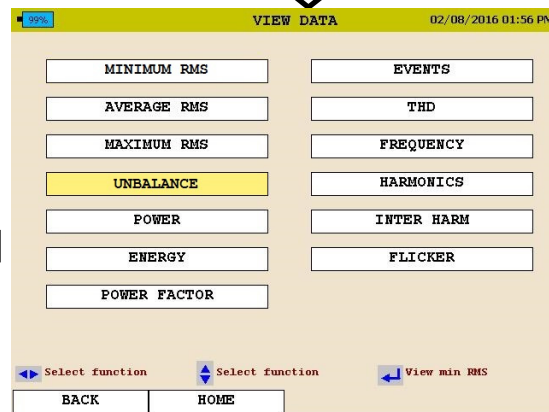 99% VIEW DATA 02/08/2016 01:56 PM
MINIMUM RMS EVENTS
AVERAGE RMS THD
MAXIMUM RMS FREQUENCY
UNBALANCE HARMONICS
POWER INTER HARM
ENERGY FLICKER
POWER FACTOR
Select function Select function View min RMS
BACK HOME